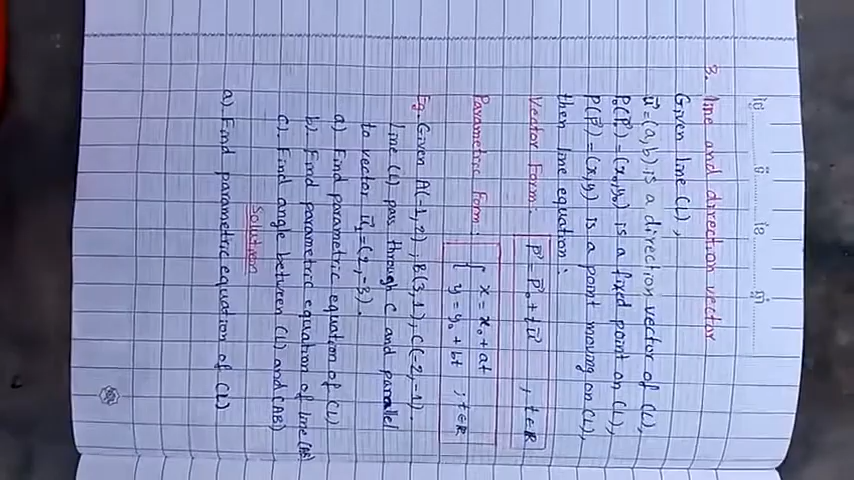 3. line and direction vector
Given line (L),
u⃗ = (a,b) is a direction vector of (L),
P₀(P⃗₀) = (x₀,y₀) is a fixed point on (L),
P(P⃗) = (x,y) is a point moving on (L),
then line equation:
Vector Form: P⃗ = P⃗₀ + tu⃗ , t∈ℝ
Parametric Form: { x = x₀ + at
y = y₀ + bt ; t∈ℝ
Eg. Given A(-1,2), B(3,1), C(-2,-1).
Line (L) pass through C and parallel
to vector u⃗₁=(2,-3).
a) Find parametric equation of (L)
b) Find parametric equation of line (AB)
c) Find angle between (L) and (AB)
Solution
a) Find parametric equation of (L)